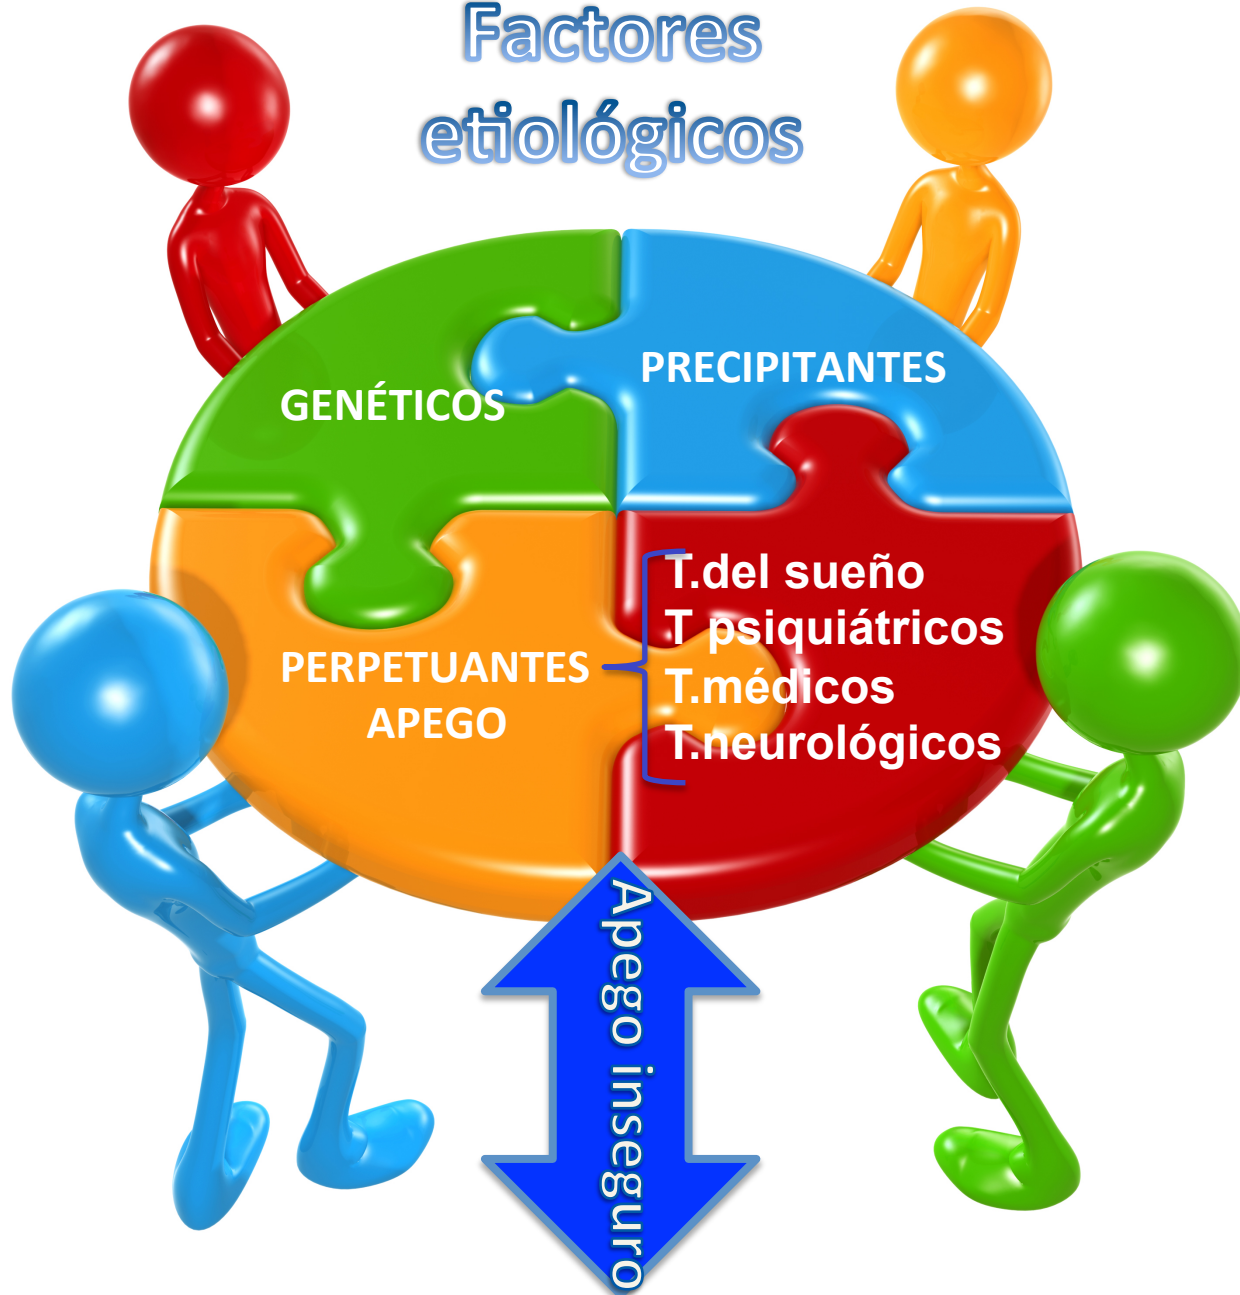 Factores
etiológicos
GENÉTICOS
PRECIPITANTES
PERPETUANTES
APEGO
T.del sueño
T psiquiátricos
T.médicos
T.neurológicos
Apego inseguro